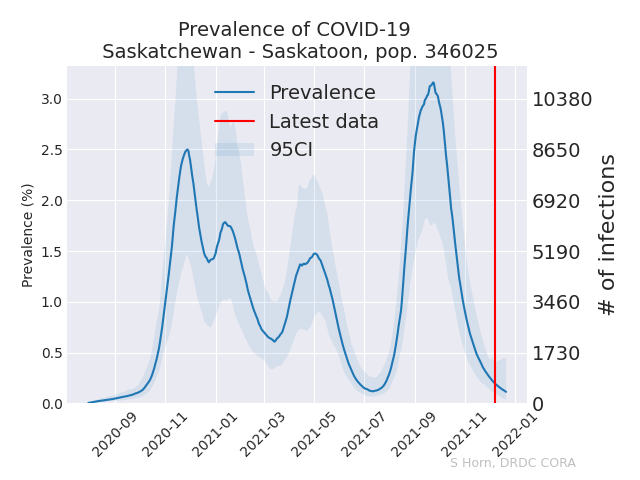 Prevalence of COVID-19
Saskatchewan - Saskatoon, pop. 346025
Prevalence
Latest data
95CI
Prevalence (%)
3.0
2.5
2.0
1.5
1.0
0.5
0.0
10380
8650
6920
5190
3460
1730
0
# of infections
2020-09
2020-11
2021-01
2021-03
2021-05
2021-07
2021-09
2021-11
2022-01
S Horn, DRDC CORA